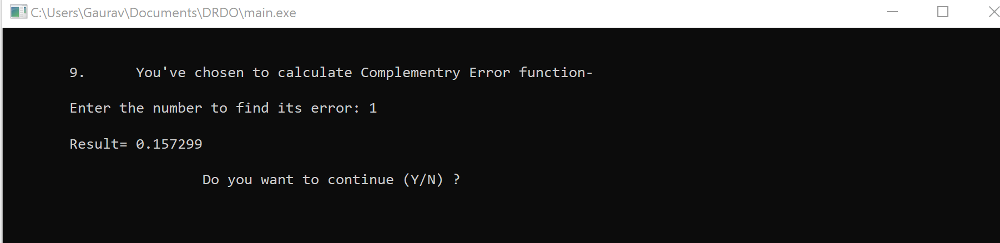 C:\Users\Gaurav\Documents\DRDO\main.exe
9. You've chosen to calculate Complementry Error function-
Enter the number to find its error: 1
Result= 0.157299
Do you want to continue (Y/N) ?